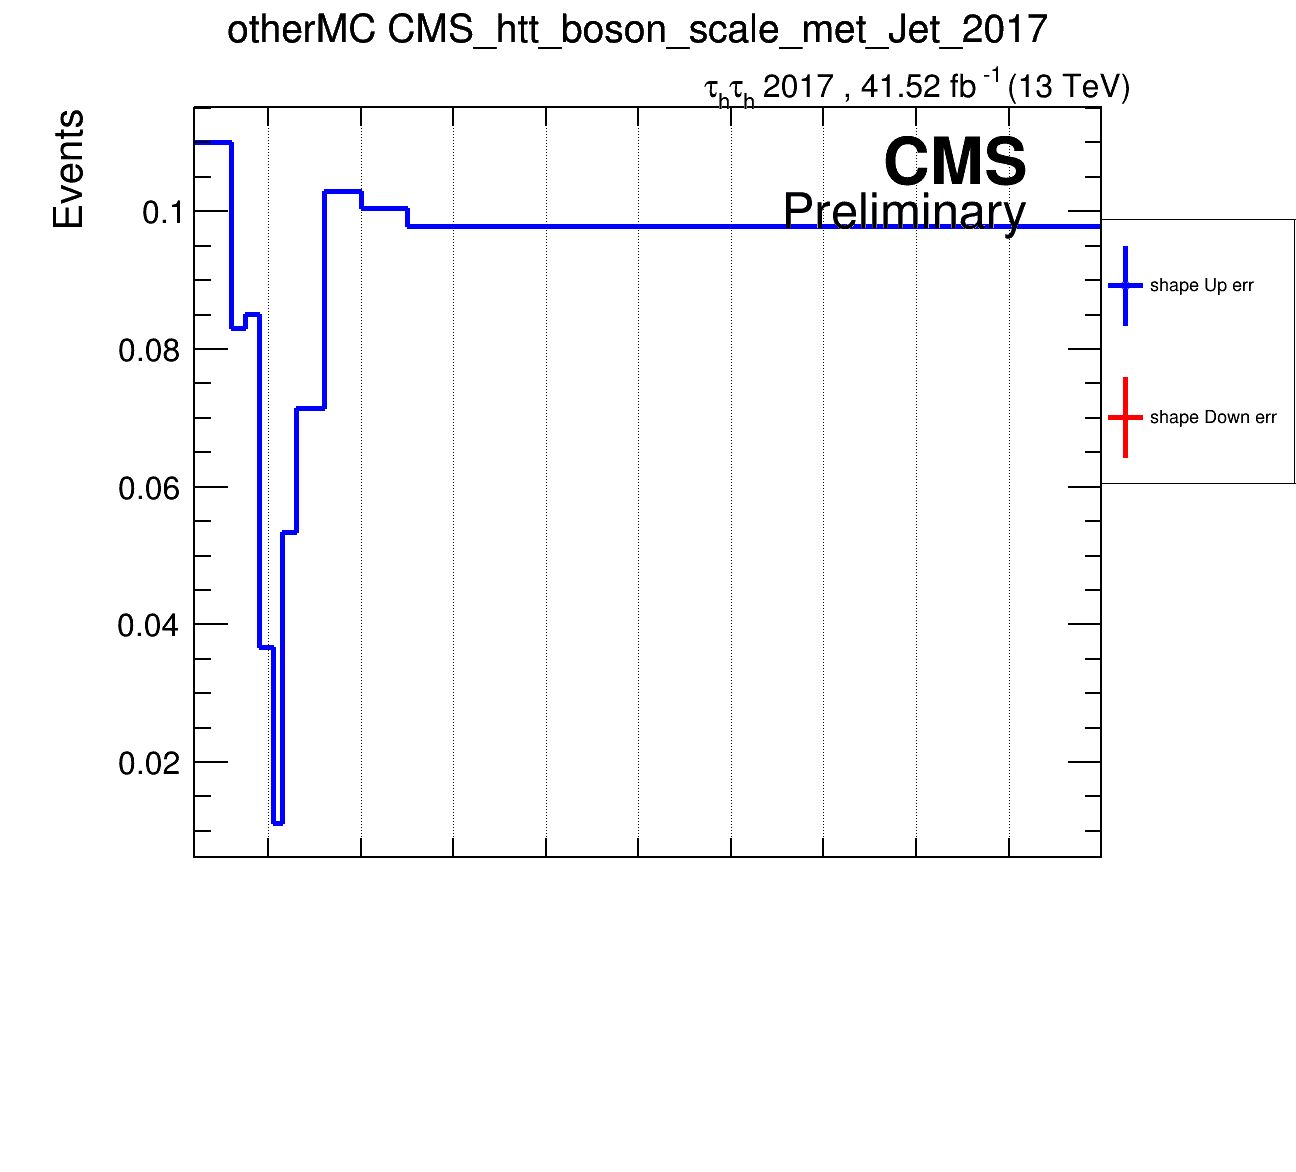 otherMC CMS_htt_boson_scale_met_Jet_2017
τhτh 2017 , 41.52 fb-1 (13 TeV)
Events
CMS
Preliminary
0.1
0.08
0.06
0.04
0.02
shape Up err
shape Down err